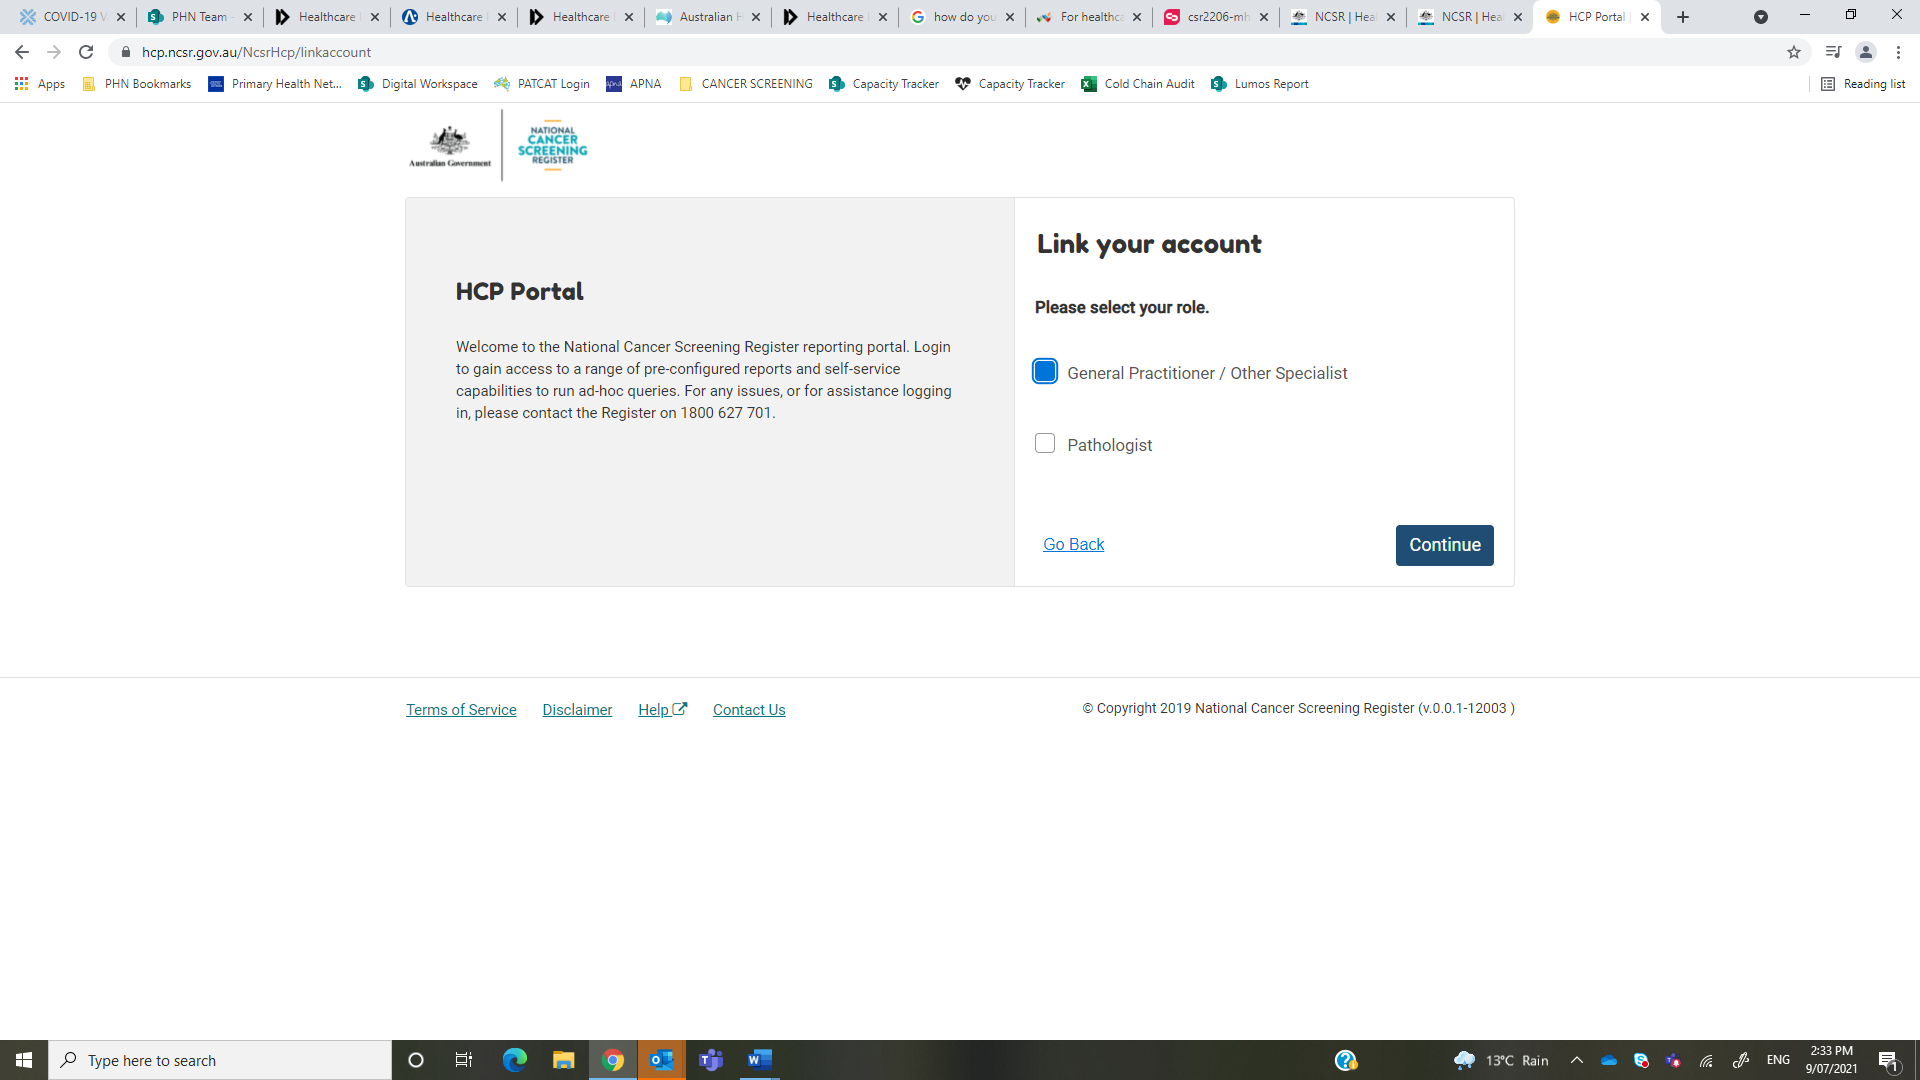 COVID-19 V
PHN Team -
Healthcare
Healthcare
Healthcare
Australian H
Healthcare
how do you
For healthca
csr2206-mh
NCSR | Heal
NCSR | Heal
HCP Portal
hcp.ncsr.gov.au/NcsrHcp/linkaccount
Apps
PHN Bookmarks
Primary Health Net...
Digital Workspace
PATCAT Login
apna
APNA
CANCER SCREENING
Capacity Tracker
Capacity Tracker
Cold Chain Audit
Lumos Report
Reading list
Australian Government
NATIONAL
CANCER
SCREENING
REGISTER
HCP Portal
Welcome to the National Cancer Screening Register reporting portal. Login
to gain access to a range of pre-configured reports and self-service
capabilities to run ad-hoc queries. For any issues, or for assistance logging
in, please contact the Register on 1800 627 701.
Link your account
Please select your role.
General Practitioner / Other Specialist
Pathologist
Go Back
Continue
Terms of Service
Disclaimer
Help
Contact Us
© Copyright 2019 National Cancer Screening Register (v.0.0.1-12003 )
Type here to search
13°C Rain
ENG
2:33 PM
9/07/2021
1